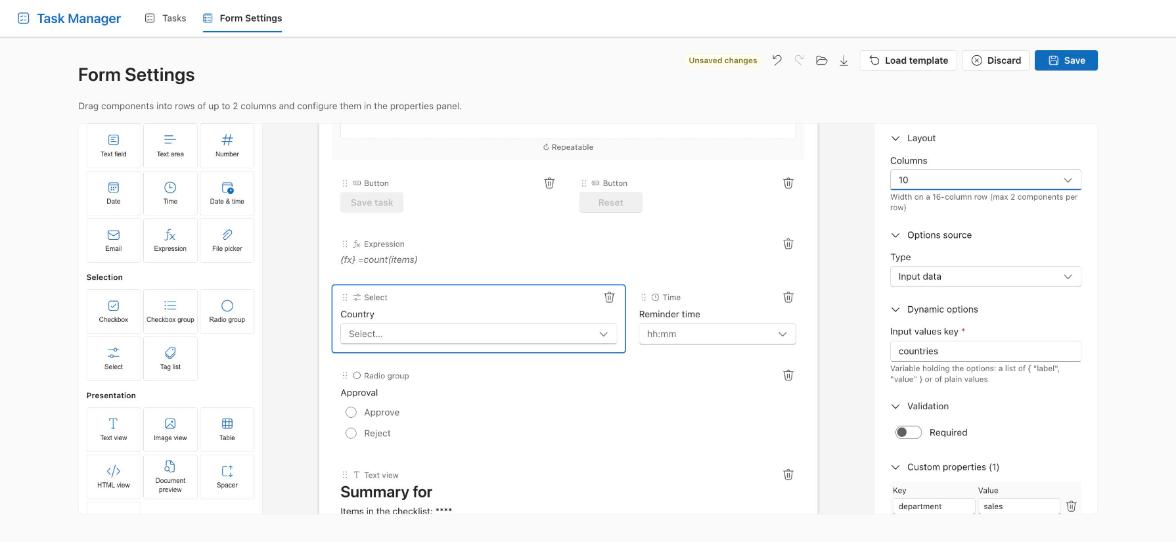 Task Manager
Tasks
Form Settings
Form Settings
Unsaved changes
Load template
Discard
Save
Drag components into rows of up to 2 columns and configure them in the properties panel.
Text field
Text area
Number
Date
Time
Date & time
Email
Expression
File picker
Selection
Checkbox
Checkbox group
Radio group
Select
Tag list
Presentation
Text view
Image view
Table
HTML view
Document
preview
Spacer
Repeatable
Button
Save task
Button
Reset
fx Expression
{fx} =count(items)
Select
Country
Select...
Time
Reminder time
hh:mm
Radio group
Approval
Approve
Reject
Text view
Summary for
Items in the checklist: ****
Layout
Columns
10
Width on a 16-column row (max 2 components per
row)
Options source
Type
Input data
Dynamic options
Input values key *
countries
Variable holding the options: a list of { "label",
"value" } or of plain values
Validation
Required
Custom properties (1)
Key
Value
department
sales